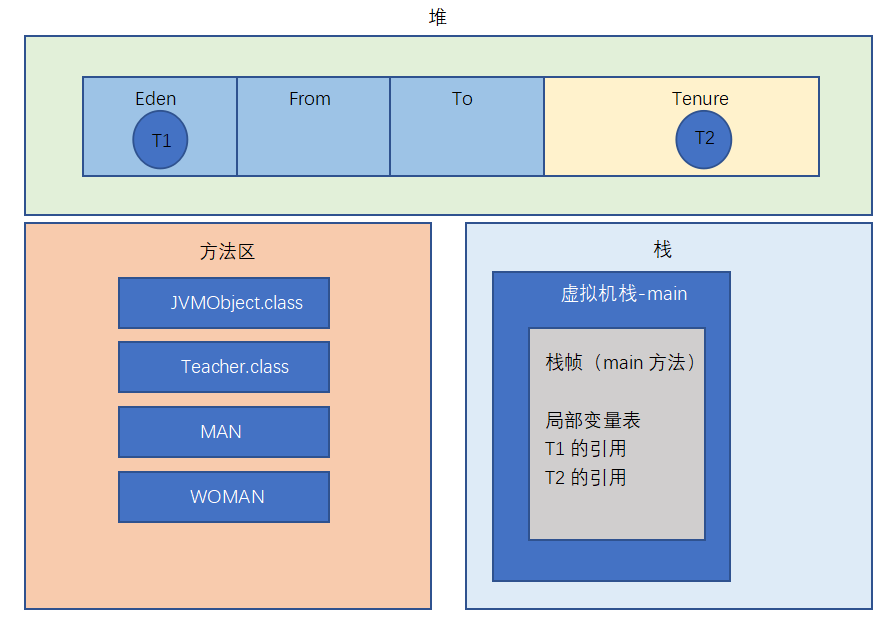 堆
Eden
From
To
Tenure
T1
T2
方法区
JVMObject.class
Teacher.class
MAN
WOMAN
栈
虚拟机栈-main
栈帧（main 方法）
局部变量表
T1 的引用
T2 的引用